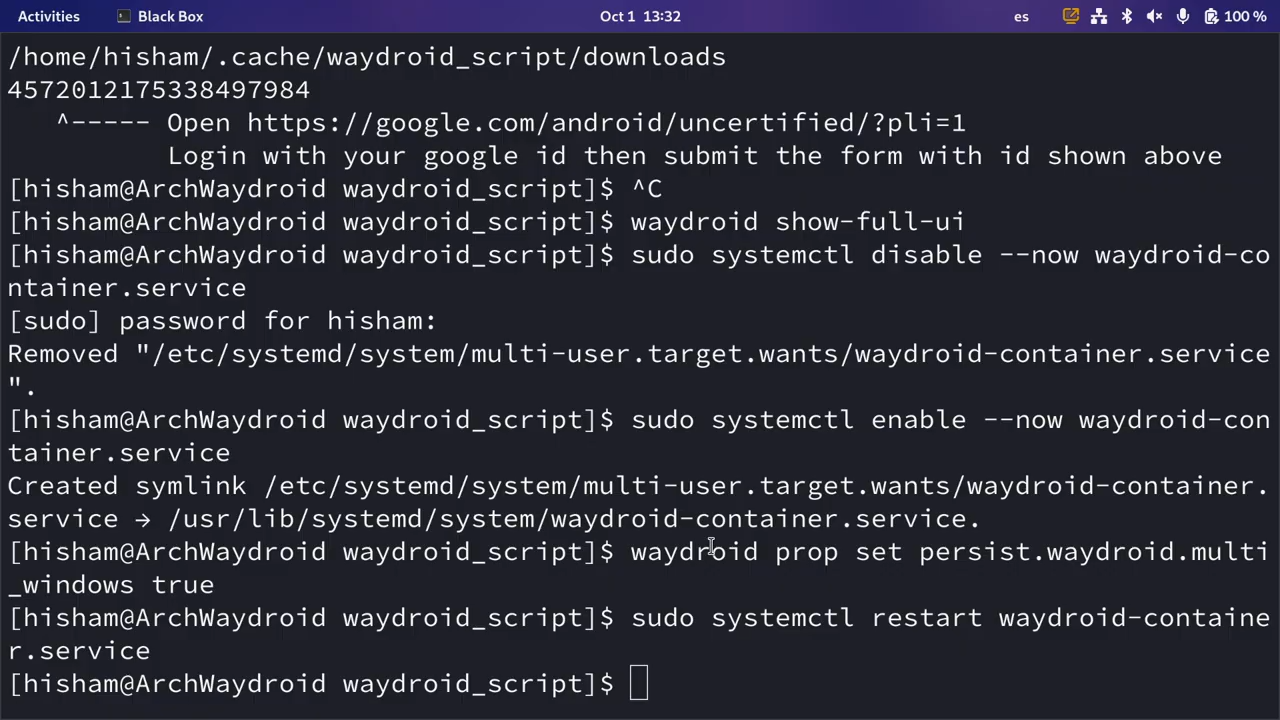 Activities Black Box Oct 1 13:32 es 100 %
/home/hisham/.cache/waydroid_script/downloads
4572012175338497984
   ^----- Open https://google.com/android/uncertified/?pli=1
          Login with your google id then submit the form with id shown above
[hisham@ArchWaydroid waydroid_script]$ ^C
[hisham@ArchWaydroid waydroid_script]$ waydroid show-full-ui
[hisham@ArchWaydroid waydroid_script]$ sudo systemctl disable --now waydroid-co
ntainer.service
[sudo] password for hisham:
Removed "/etc/systemd/system/multi-user.target.wants/waydroid-container.service
".
[hisham@ArchWaydroid waydroid_script]$ sudo systemctl enable --now waydroid-con
tainer.service
Created symlink /etc/systemd/system/multi-user.target.wants/waydroid-container.
service → /usr/lib/systemd/system/waydroid-container.service.
[hisham@ArchWaydroid waydroid_script]$ waydroid prop set persist.waydroid.multi
_windows true
[hisham@ArchWaydroid waydroid_script]$ sudo systemctl restart waydroid-containe
r.service
[hisham@ArchWaydroid waydroid_script]$